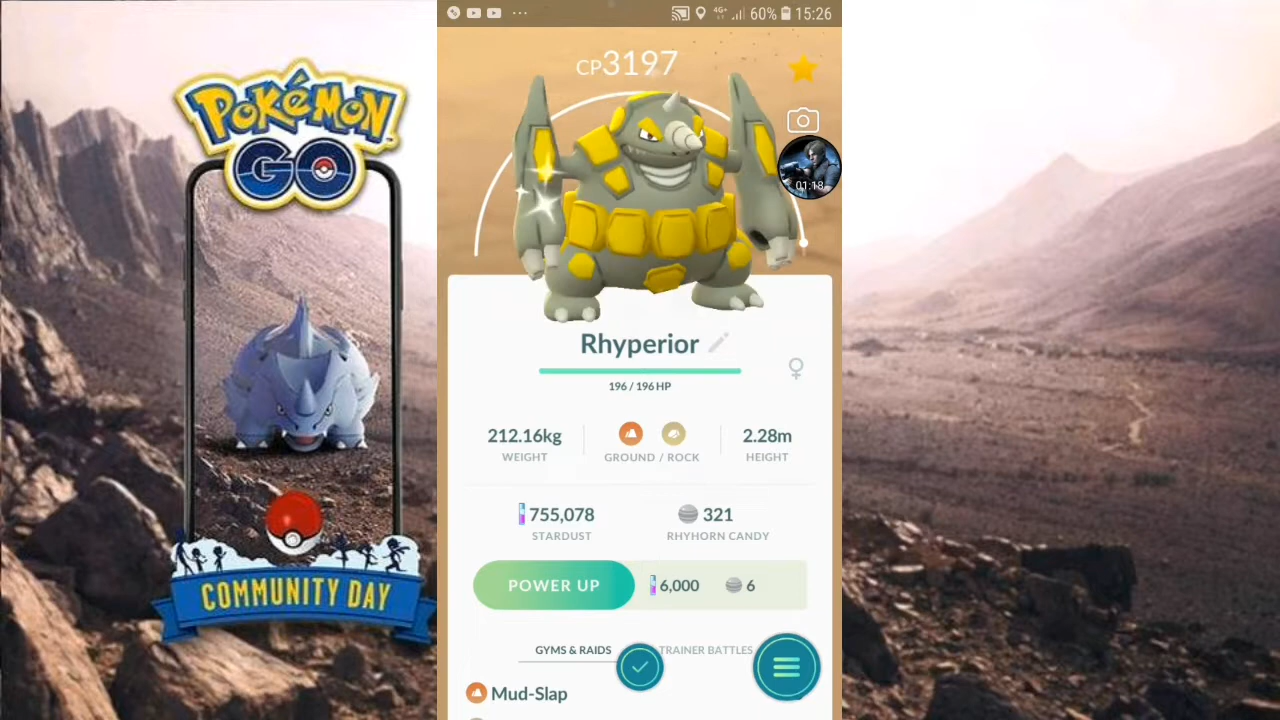 POKéMON
GO
COMMUNITY DAY
4G+ 60% 15:26
CP3197
01:18
Rhyperior
196 / 196 HP
212.16kg
WEIGHT
GROUND / ROCK
2.28m
HEIGHT
755,078
STARDUST
321
RHYHORN CANDY
POWER UP
6,000
6
GYMS & RAIDS
TRAINER BATTLES
Mud-Slap